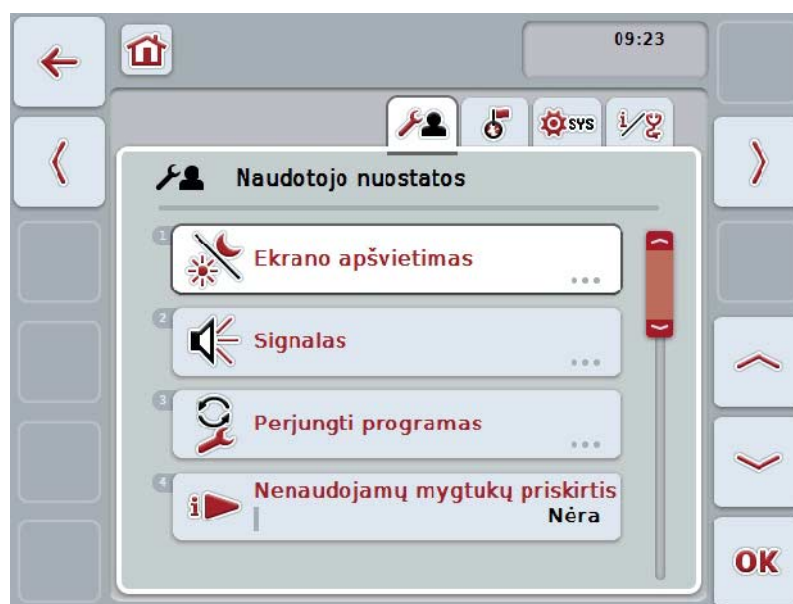 09:23
SYS
i
Naudotojo nuostatos
1
Ekrano apšvietimas
2
Signalas
3
Perjungti programas
4
i
Nenaudojamų mygtukų priskirtis
Nėra
OK